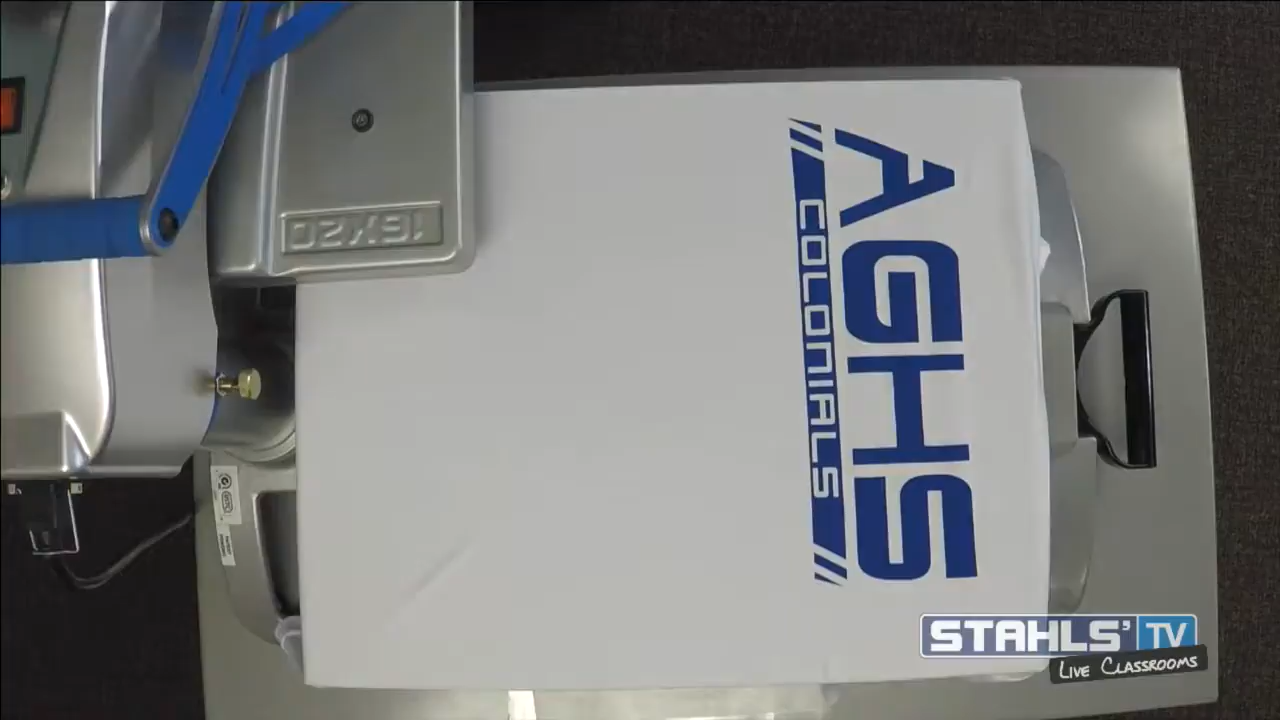 16X20
AGHS
COLONIALS
STAHLS' TV
LIVE CLASSROOMS